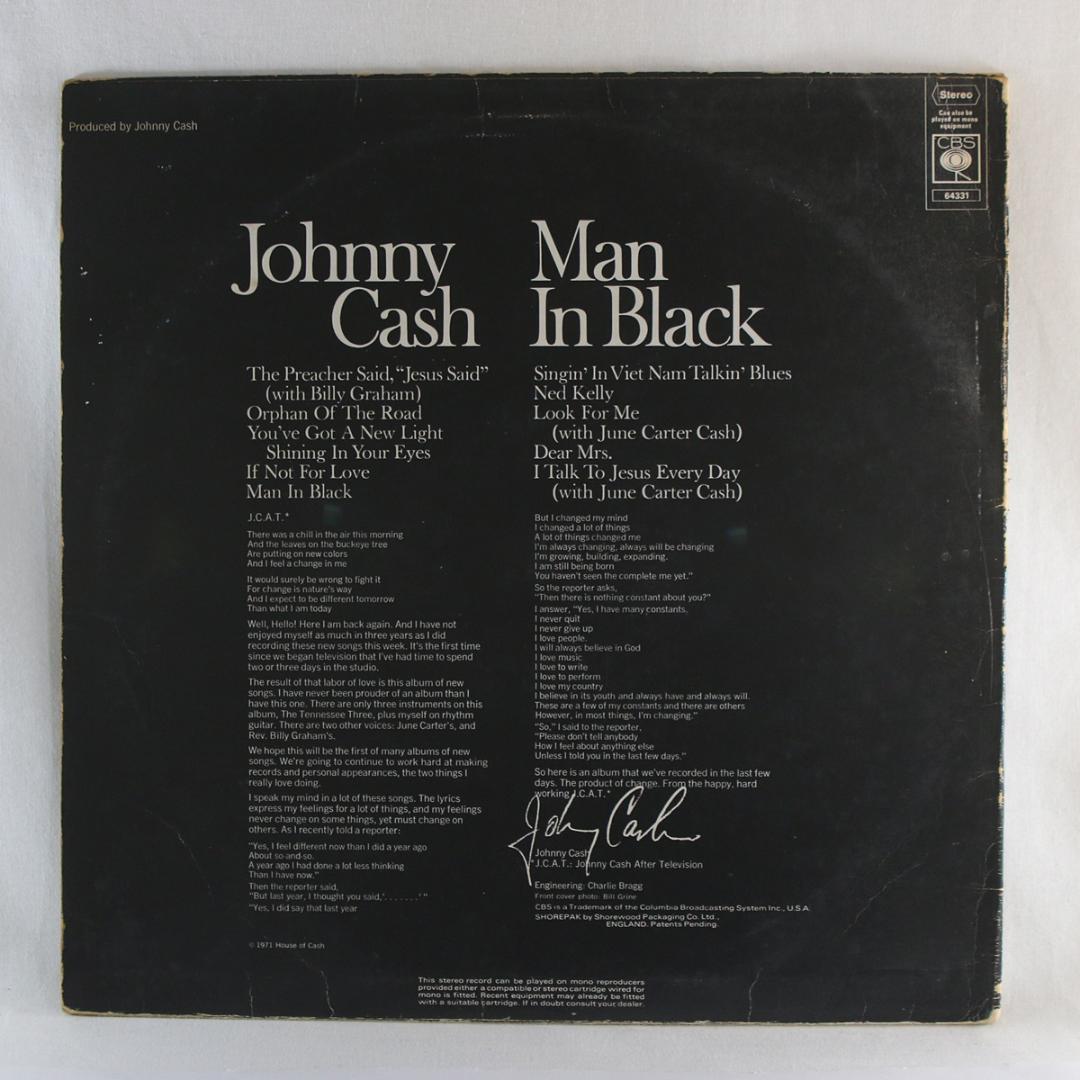 Produced by Johnny Cash
Stereo
Can also be
played on mono
equipment
CBS
64331
Johnny
Cash
Man
In Black
The Preacher Said, “Jesus Said”
(with Billy Graham)
Orphan Of The Road
You’ve Got A New Light
Shining In Your Eyes
If Not For Love
Man In Black
Singin’ In Viet Nam Talkin’ Blues
Ned Kelly
Look For Me
(with June Carter Cash)
Dear Mrs.
I Talk To Jesus Every Day
(with June Carter Cash)
J.C.A.T.*
There was a chill in the air this morning
And the leaves on the buckeye tree
Are putting on new colors
And I feel a change in me
It would surely be wrong to fight it
For change is nature's way
And I expect to be different tomorrow
Than what I am today
Well, Hello! Here I am back again. And I have not
enjoyed myself as much in three years as I did
recording these new songs this week. It's the first time
since we began television that I've had time to spend
two or three days in the studio.
The result of that labor of love is this album of new
songs. I have never been prouder of an album than I
have this one. There are only three instruments on this
album, The Tennessee Three, plus myself on rhythm
guitar. There are two other voices: June Carter's, and
Rev. Billy Graham's.
We hope this will be the first of many albums of new
songs. We're going to continue to work hard at making
records and personal appearances, the two things I
really love doing.
I speak my mind in a lot of these songs. The lyrics
express my feelings for a lot of things, and my feelings
never change on some things, yet must change on
others. As I recently told a reporter:
"Yes, I feel different now than I did a year ago
About so-and-so.
A year ago I had done a lot less thinking
Than I have now."
Then the reporter said,
"But last year, I thought you said,'.......' "
"Yes, I did say that last year
But I changed my mind
I changed a lot of things
A lot of things changed me
I'm always changing, always will be changing
I'm growing, building, expanding.
I am still being born
You haven't seen the complete me yet."
So the reporter asks,
"Then there is nothing constant about you?"
I answer, "Yes, I have many constants.
I never quit
I never give up
I love people.
I will always believe in God
I love music
I love to write
I love to perform
I love my country
I believe in its youth and always have and always will.
These are a few of my constants and there are others
However, in most things, I'm changing."
"So," I said to the reporter,
"Please don't tell anybody
How I feel about anything else
Unless I told you in the last few days."
So here is an album that we've recorded in the last few
days. The product of change. From the happy, hard
working J.C.A.T.*
John Cash
Johnny Cash
*J.C.A.T.: Johnny Cash After Television
Engineering: Charlie Bragg
Front cover photo: Bill Grine
CBS is a Trademark of the Columbia Broadcasting System Inc., U.S.A.
SHOREPAK by Shorewood Packaging Co. Ltd.,
ENGLAND. Patents Pending.
© 1971 House of Cash
This stereo record can be played on mono reproducers
provided either a compatible or stereo cartridge wired for
mono is fitted. Recent equipment may already be fitted
with a suitable cartridge. If in doubt consult your dealer.